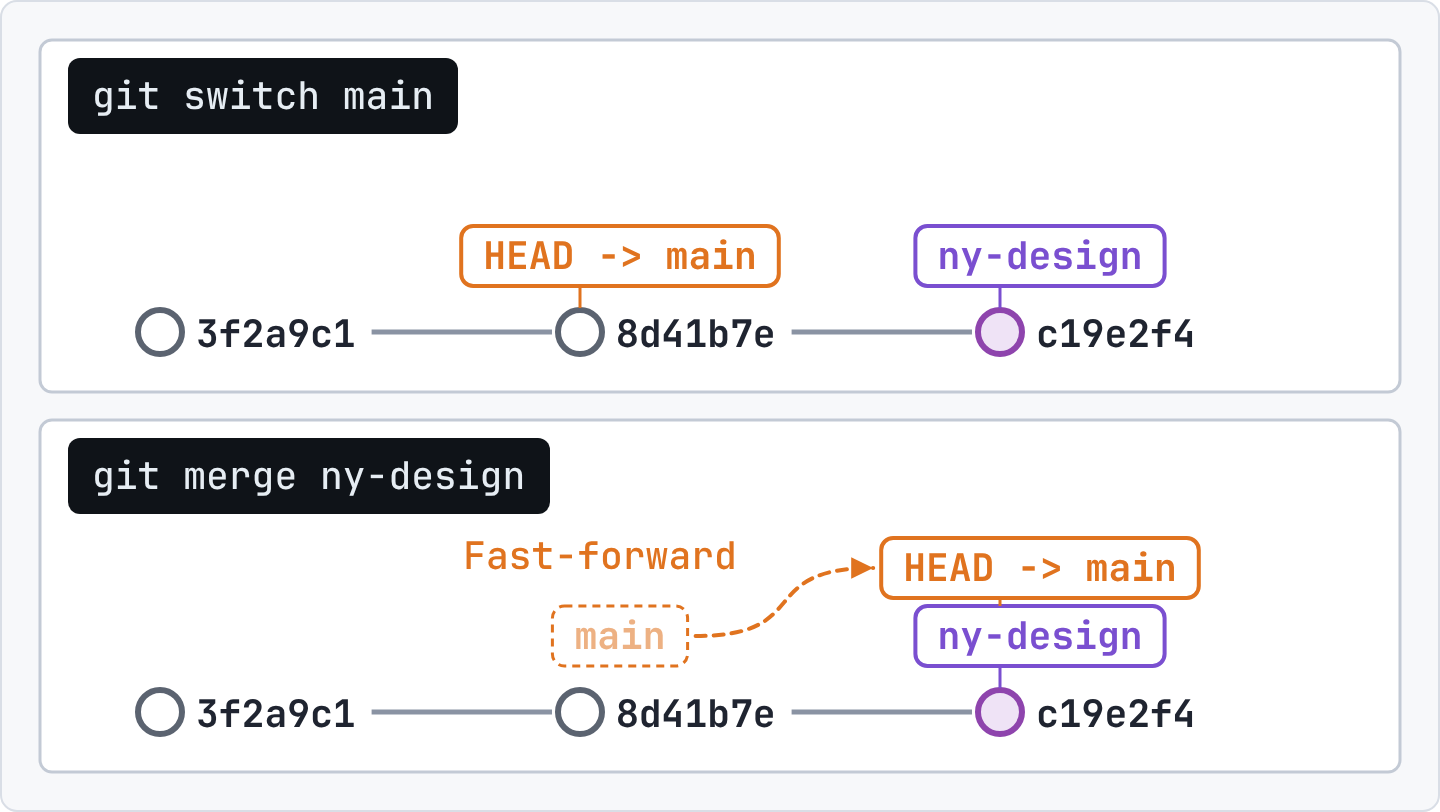 git switch main
HEAD -> main
ny-design
3f2a9c1
8d41b7e
c19e2f4
git merge ny-design
Fast-forward
HEAD -> main
main
ny-design
3f2a9c1
8d41b7e
c19e2f4